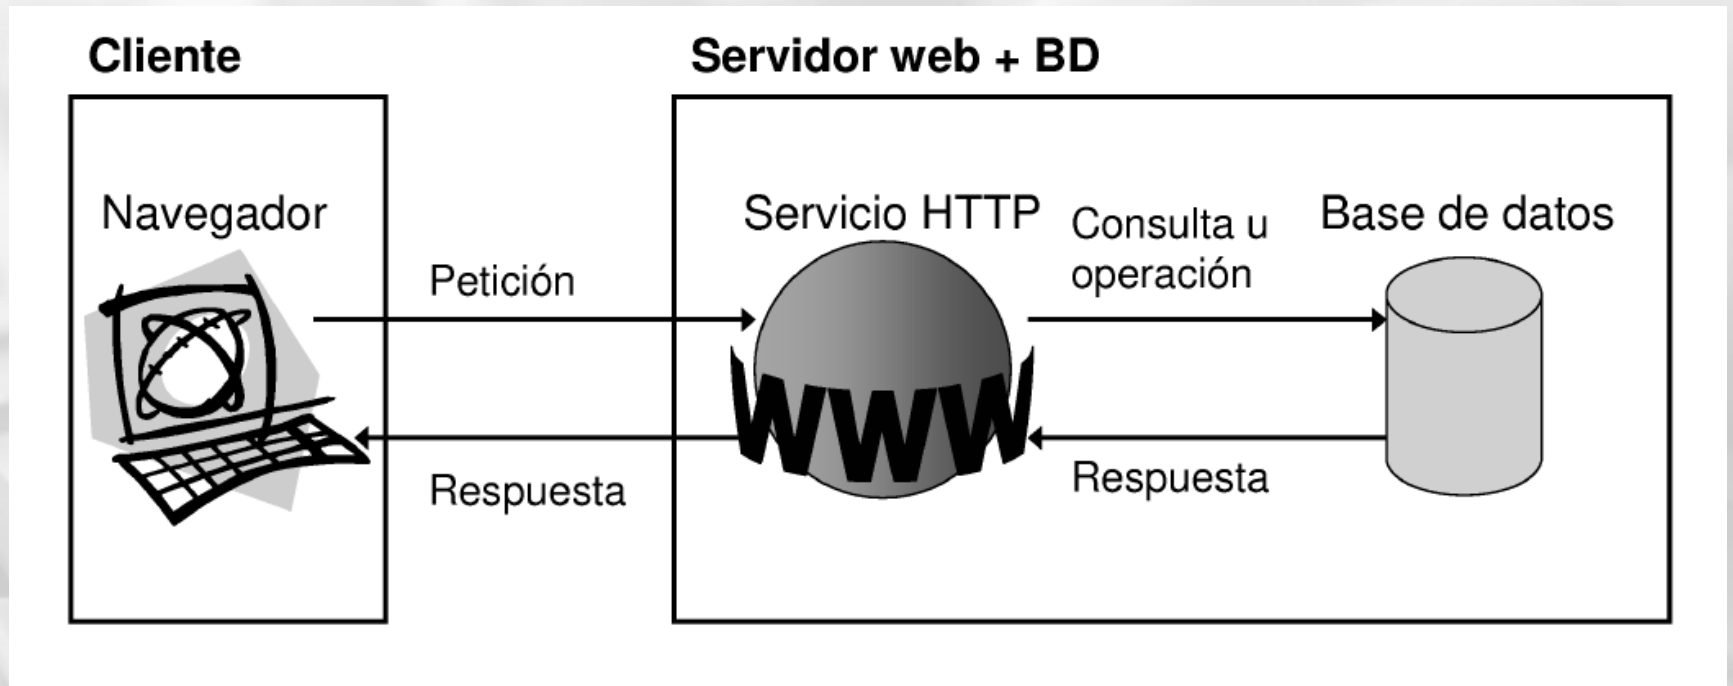 Cliente
Servidor web + BD
Navegador
Petición
Respuesta
Servicio HTTP
WWW
Consulta u
operación
Respuesta
Base de datos